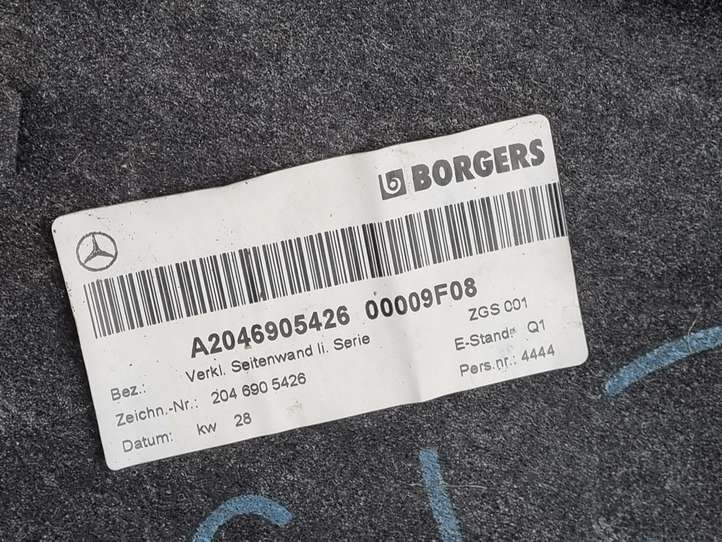 BORGERS
A2046905426 00009F08
Bez.: Verkl. Seitenwand li. Serie
ZGS 001
Zeichn.-Nr.: 204 690 5426
E-Stand: Q1
Datum: kw 28
Pers.nr.: 4444